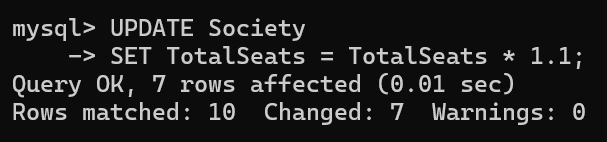 mysql> UPDATE Society
    -> SET TotalSeats = TotalSeats * 1.1;
Query OK, 7 rows affected (0.01 sec)
Rows matched: 10  Changed: 7  Warnings: 0